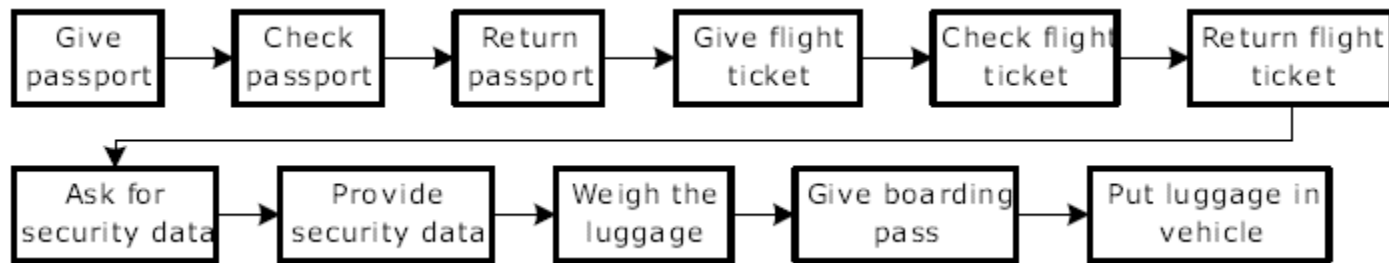 Give
passport
Check
passport
Return
passport
Give flight
ticket
Check flight
ticket
Return flight
ticket
Ask for
security data
Provide
security data
Weigh the
luggage
Give boarding
pass
Put luggage in
vehicle